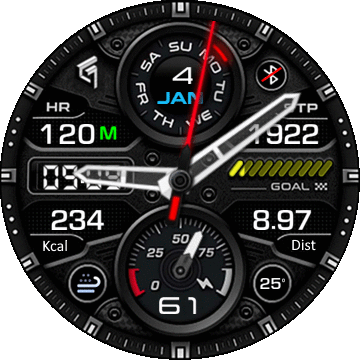 SA SU MO TU WE TH FR
4
JAN
HR
120 M
1922
GOAL
234
8.97
Kcal
Dist
25 50 75
0
61
25°